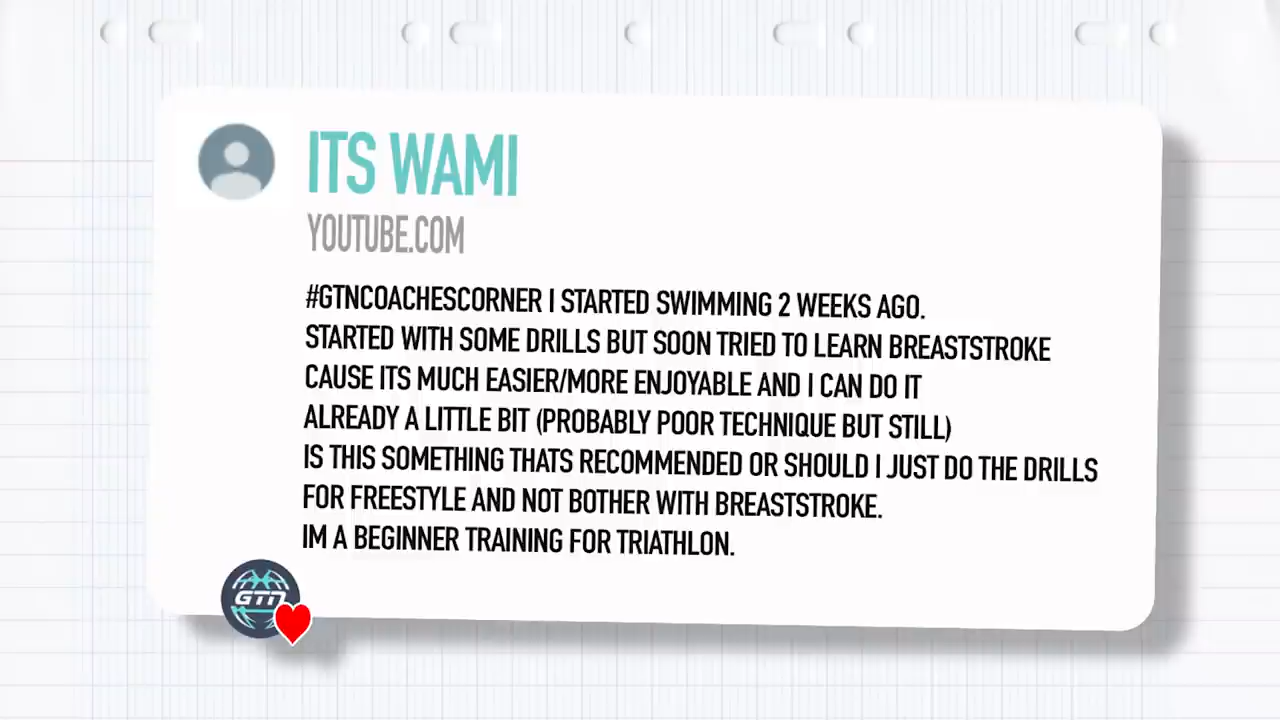 ITS WAMI
YOUTUBE.COM
#GTNCOACHESCORNER I STARTED SWIMMING 2 WEEKS AGO.
STARTED WITH SOME DRILLS BUT SOON TRIED TO LEARN BREASTSTROKE
CAUSE ITS MUCH EASIER/MORE ENJOYABLE AND I CAN DO IT
ALREADY A LITTLE BIT (PROBABLY POOR TECHNIQUE BUT STILL)
IS THIS SOMETHING THATS RECOMMENDED OR SHOULD I JUST DO THE DRILLS
FOR FREESTYLE AND NOT BOTHER WITH BREASTSTROKE.
IM A BEGINNER TRAINING FOR TRIATHLON.
GTN